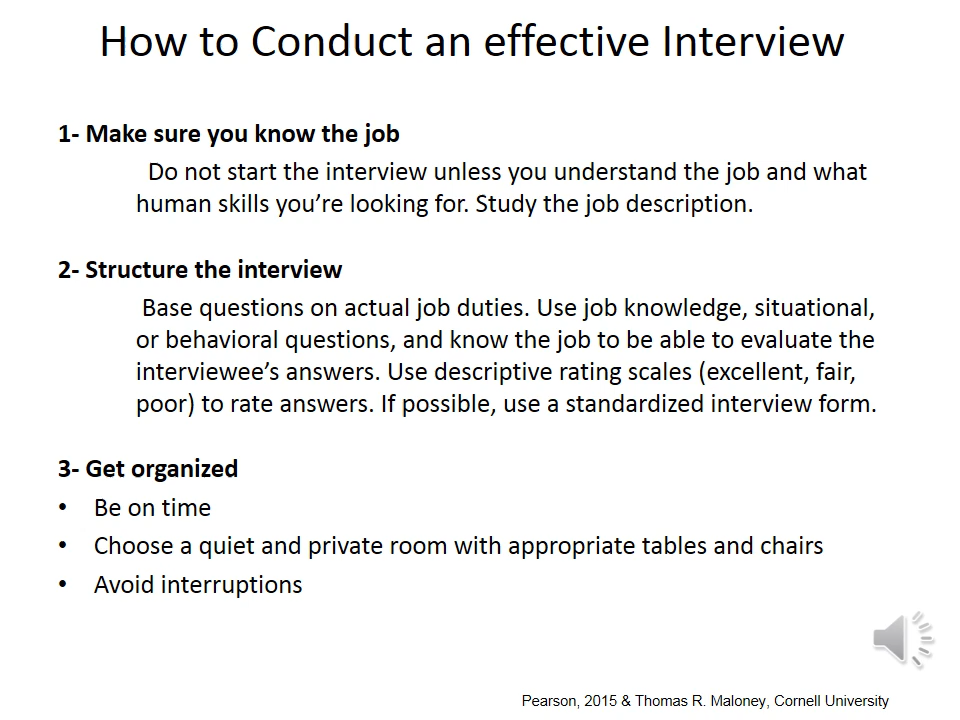 How to Conduct an effective Interview
1- Make sure you know the job
Do not start the interview unless you understand the job and what
human skills you’re looking for. Study the job description.
2- Structure the interview
Base questions on actual job duties. Use job knowledge, situational,
or behavioral questions, and know the job to be able to evaluate the
interviewee’s answers. Use descriptive rating scales (excellent, fair,
poor) to rate answers. If possible, use a standardized interview form.
3- Get organized
• Be on time
• Choose a quiet and private room with appropriate tables and chairs
• Avoid interruptions
Pearson, 2015 & Thomas R. Maloney, Cornell University